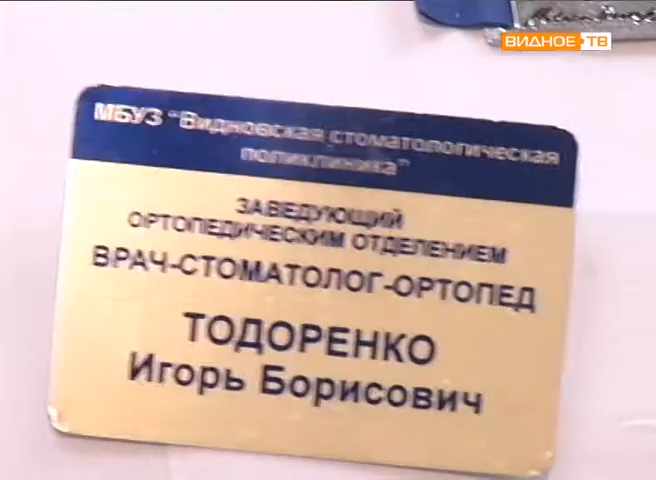 ВИДНОЕ ТВ
МБУЗ "Видновская стоматологическая
поликлиника"
ЗАВЕДУЮЩИЙ
ОРТОПЕДИЧЕСКИМ ОТДЕЛЕНИЕМ
ВРАЧ-СТОМАТОЛОГ-ОРТОПЕД
ТОДОРЕНКО
Игорь Борисович